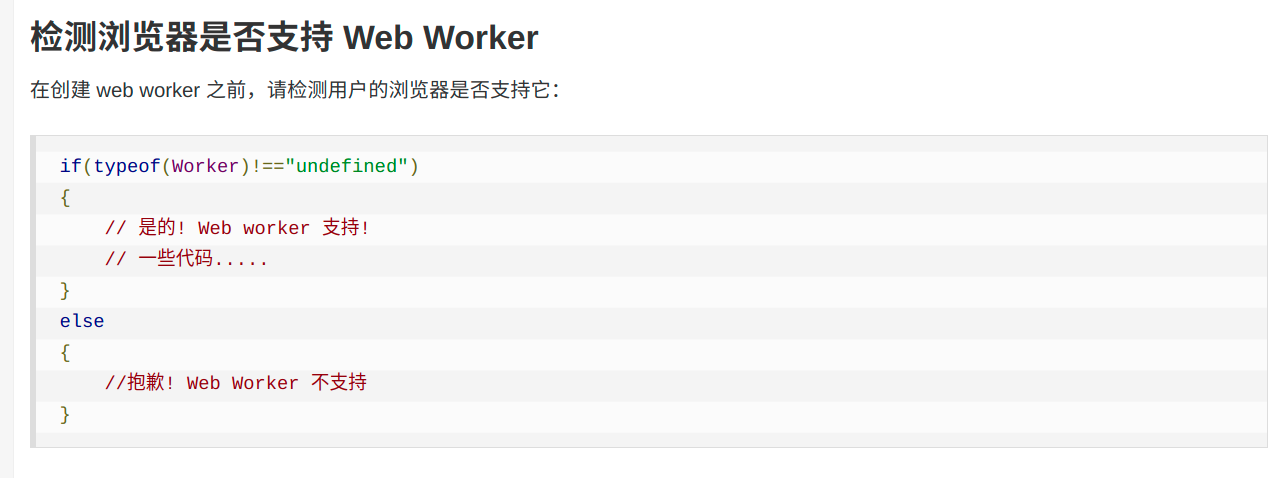 检测浏览器是否支持 Web Worker
在创建 web worker 之前，请检测用户的浏览器是否支持它：
if(typeof(Worker)!=="undefined")
{
    // 是的! Web worker 支持!
    // 一些代码.....
}
else
{
    //抱歉! Web Worker 不支持
}